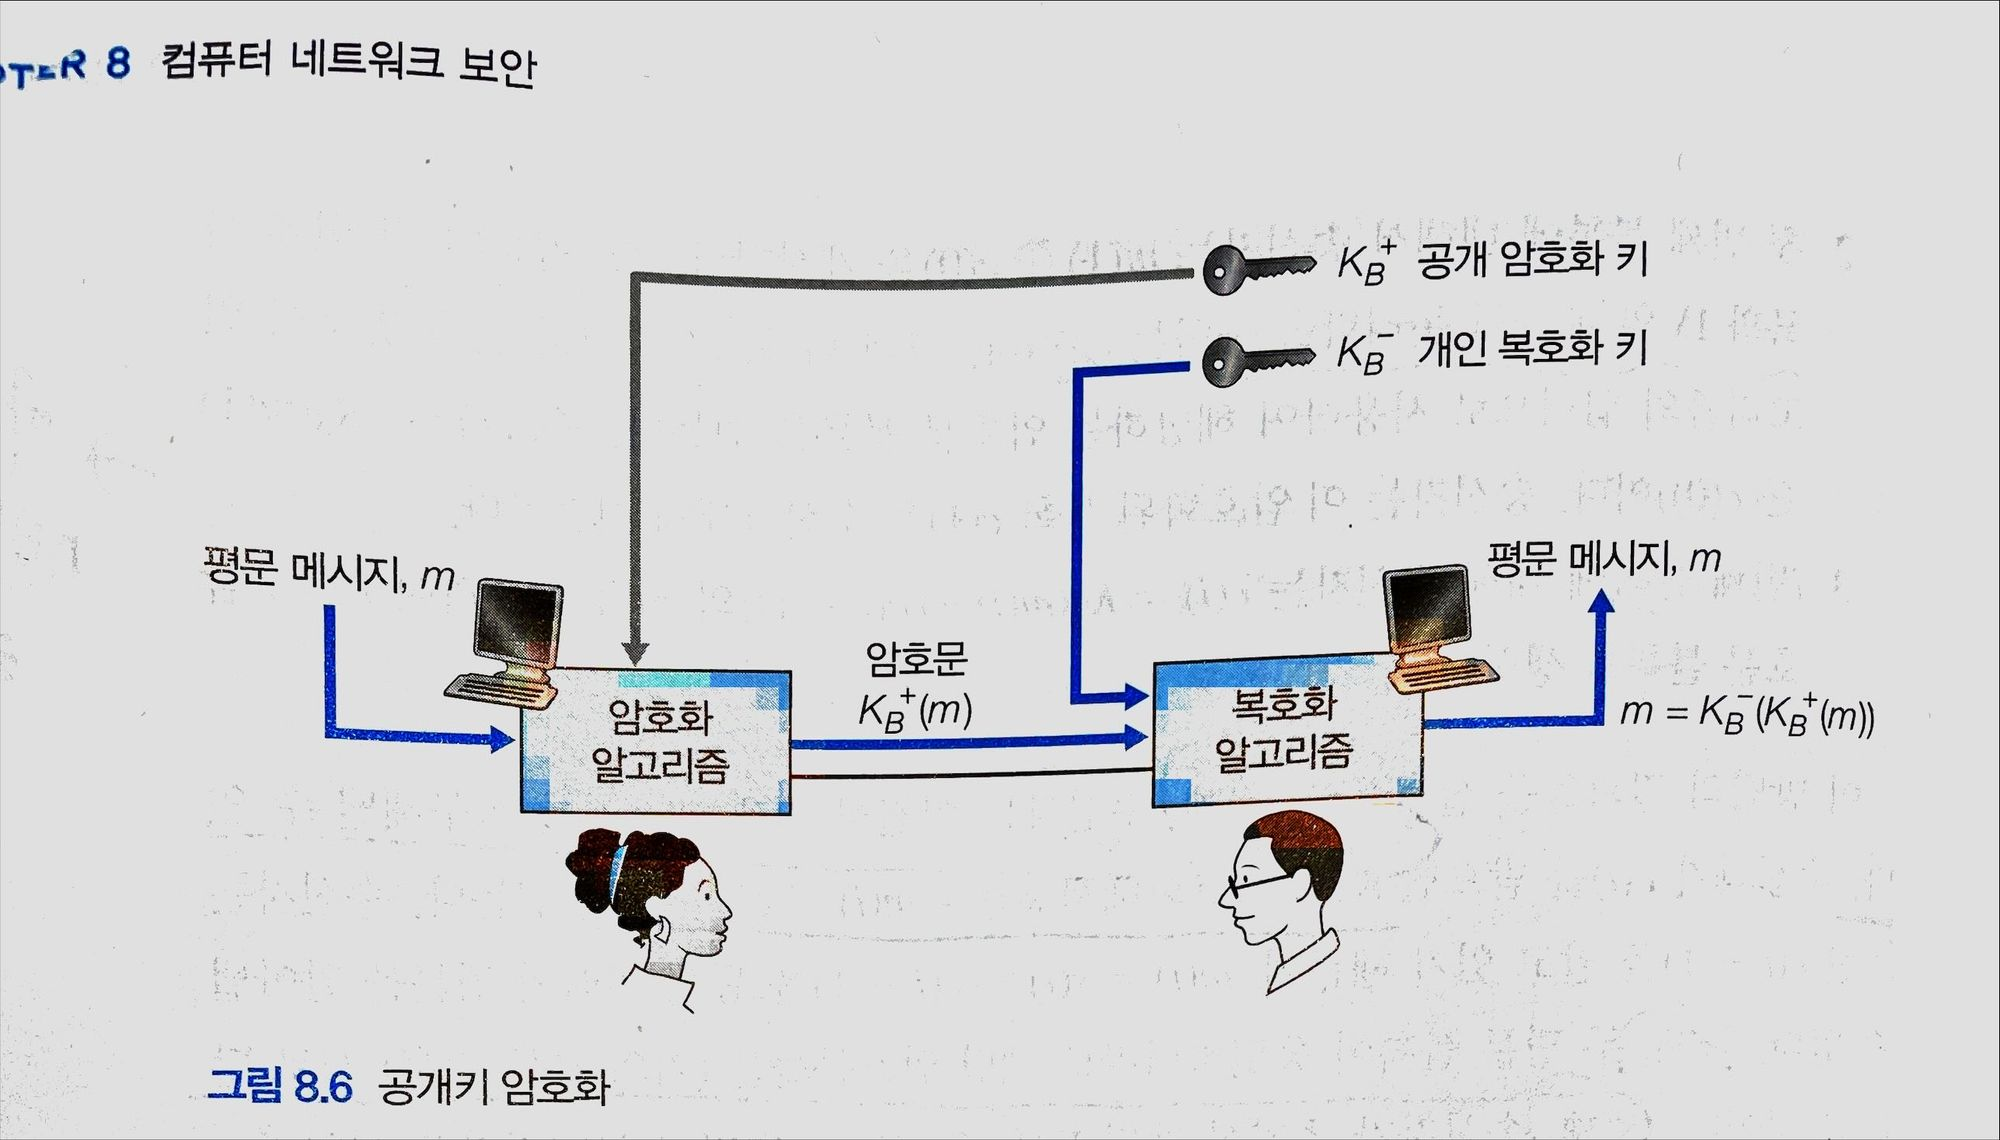 8 컴퓨터 네트워크 보안
K_B^+ 공개 암호화 키
K_B^- 개인 복호화 키
평문 메시지, m
평문 메시지, m
암호문
K_B^+(m)
암호화
알고리즘
복호화
알고리즘
m = K_B^-(K_B^+(m))
그림 8.6 공개키 암호화